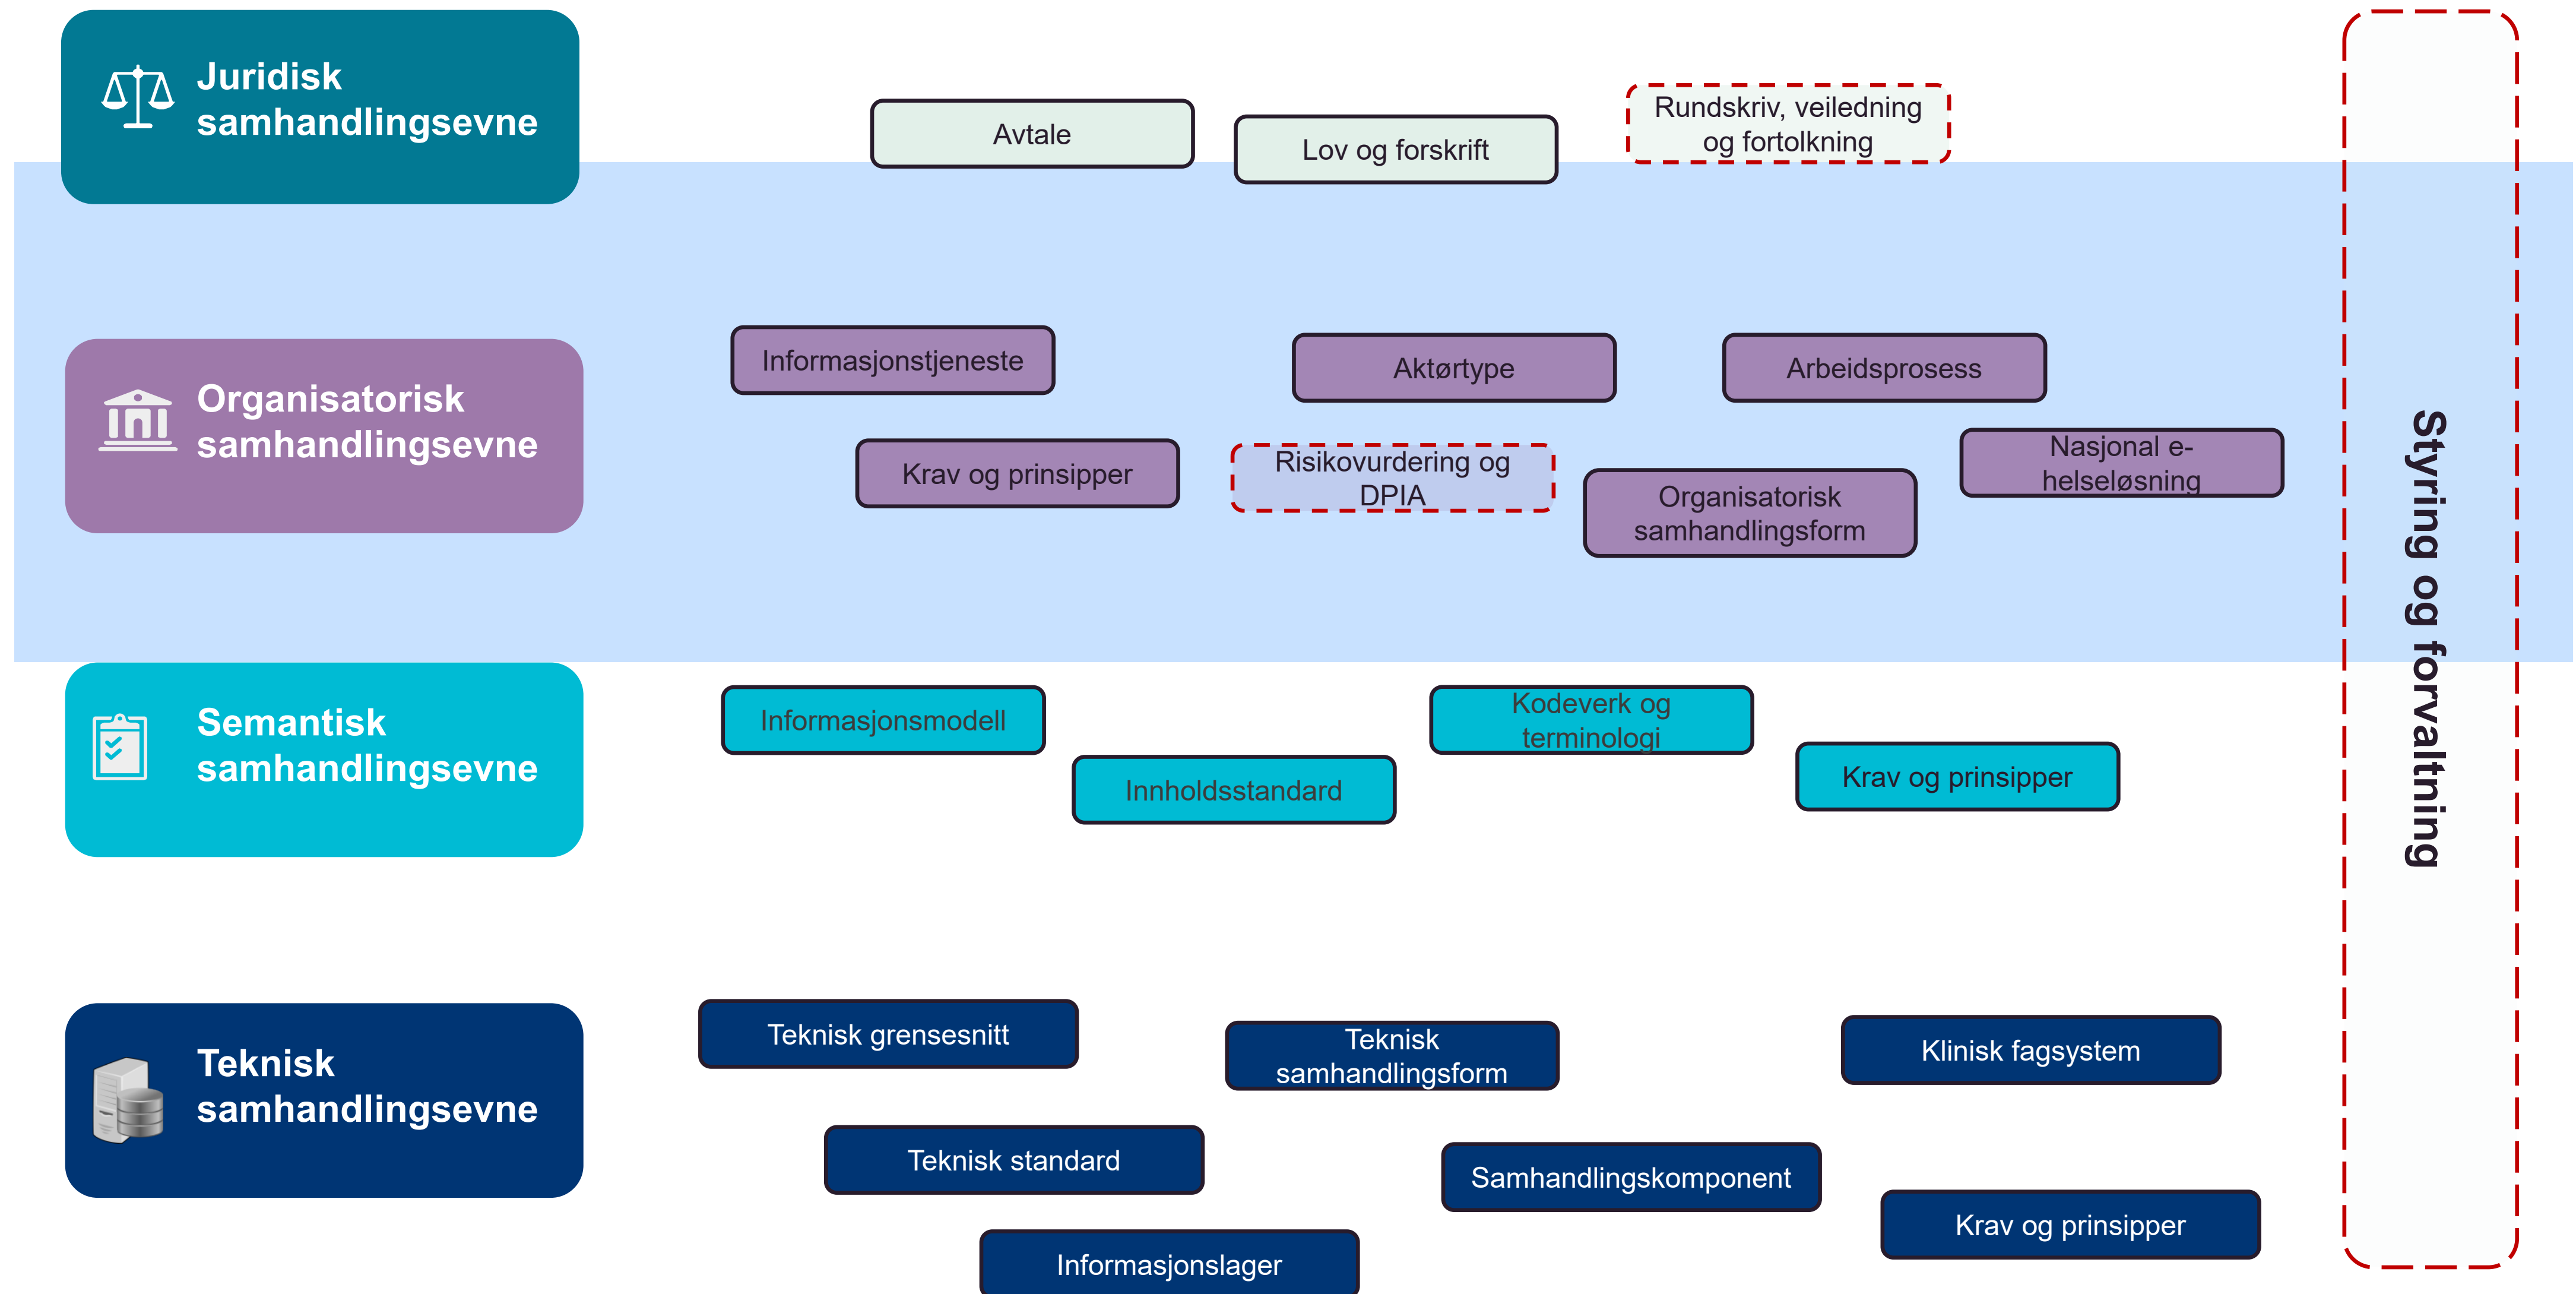 Juridisk
samhandlingsevne
Avtale
Lov og forskrift
Rundskriv, veiledning
og fortolkning
Organisatorisk
samhandlingsevne
Informasjonstjeneste
Aktørtype
Arbeidsprosess
Krav og prinsipper
Risikovurdering og
DPIA
Organisatorisk
samhandlingsform
Nasjonal e-
helseløsning
Semantisk
samhandlingsevne
Informasjonsmodell
Innholdsstandard
Kodeverk og
terminologi
Krav og prinsipper
Teknisk
samhandlingsevne
Teknisk grensesnitt
Teknisk
samhandlingsform
Klinisk fagsystem
Teknisk standard
Samhandlingskomponent
Krav og prinsipper
Informasjonslager
Styring og forvaltning